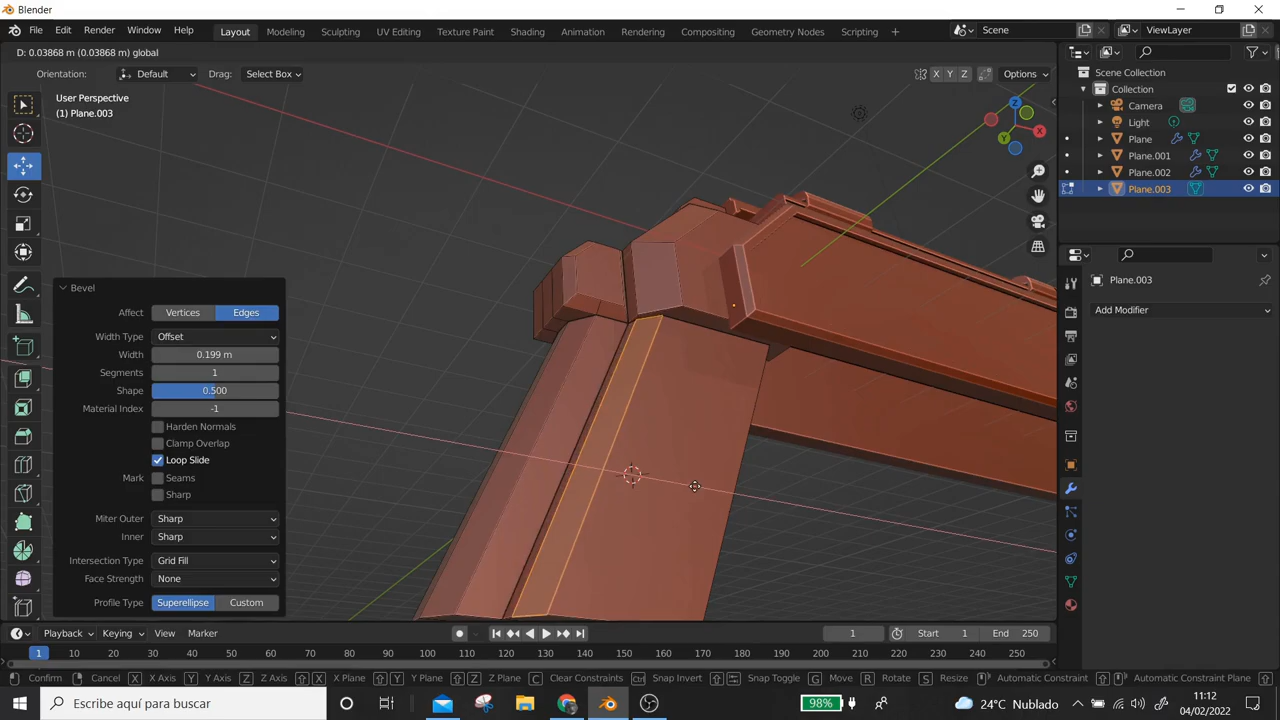 Blender
File Edit Render Window Help Layout Modeling Sculpting UV Editing Texture Paint Shading Animation Rendering Compositing Geometry Nodes Scripting + Scene ViewLayer
D: 0.03868 m (0.03868 m) global
Orientation: Default Drag: Select Box X Y Z Options
User Perspective
(1) Plane.003
Z
X
Y
Scene Collection
Collection
Camera
Light
Plane
Plane.001
Plane.002
Plane.003
Plane.003
Add Modifier
Bevel
Affect Vertices Edges
Width Type Offset
Width 0.199 m
Segments 1
Shape 0.500
Material Index -1
Harden Normals
Clamp Overlap
Loop Slide
Mark Seams
Sharp
Miter Outer Sharp
Inner Sharp
Intersection Type Grid Fill
Face Strength None
Profile Type Superellipse Custom
Playback Keying View Marker 1 Start 1 End 250
1 10 20 30 40 50 60 70 80 90 100 110 120 130 140 150 160 170 180 190 200 210 220 230 240 250
Confirm Cancel X X Axis Y Y Axis Z Z Axis X X Plane Y Y Plane Z Z Plane C Clear Constraints Ctrl Snap Invert Snap Toggle G Move R Rotate S Resize Automatic Constraint Automatic Constraint Plane
Escribe aquí para buscar 98% 24°C Nublado 11:12
04/02/2022